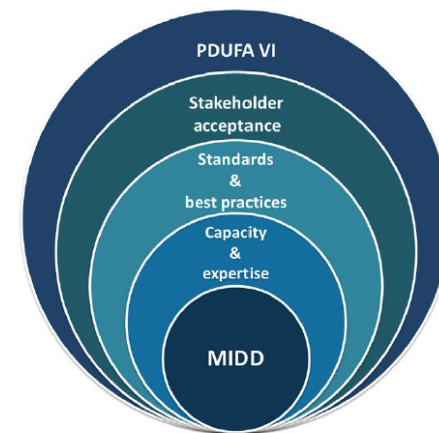 PDUFA VI
Stakeholder
acceptance
Standards
&
best practices
Capacity
&
expertise
MIDD